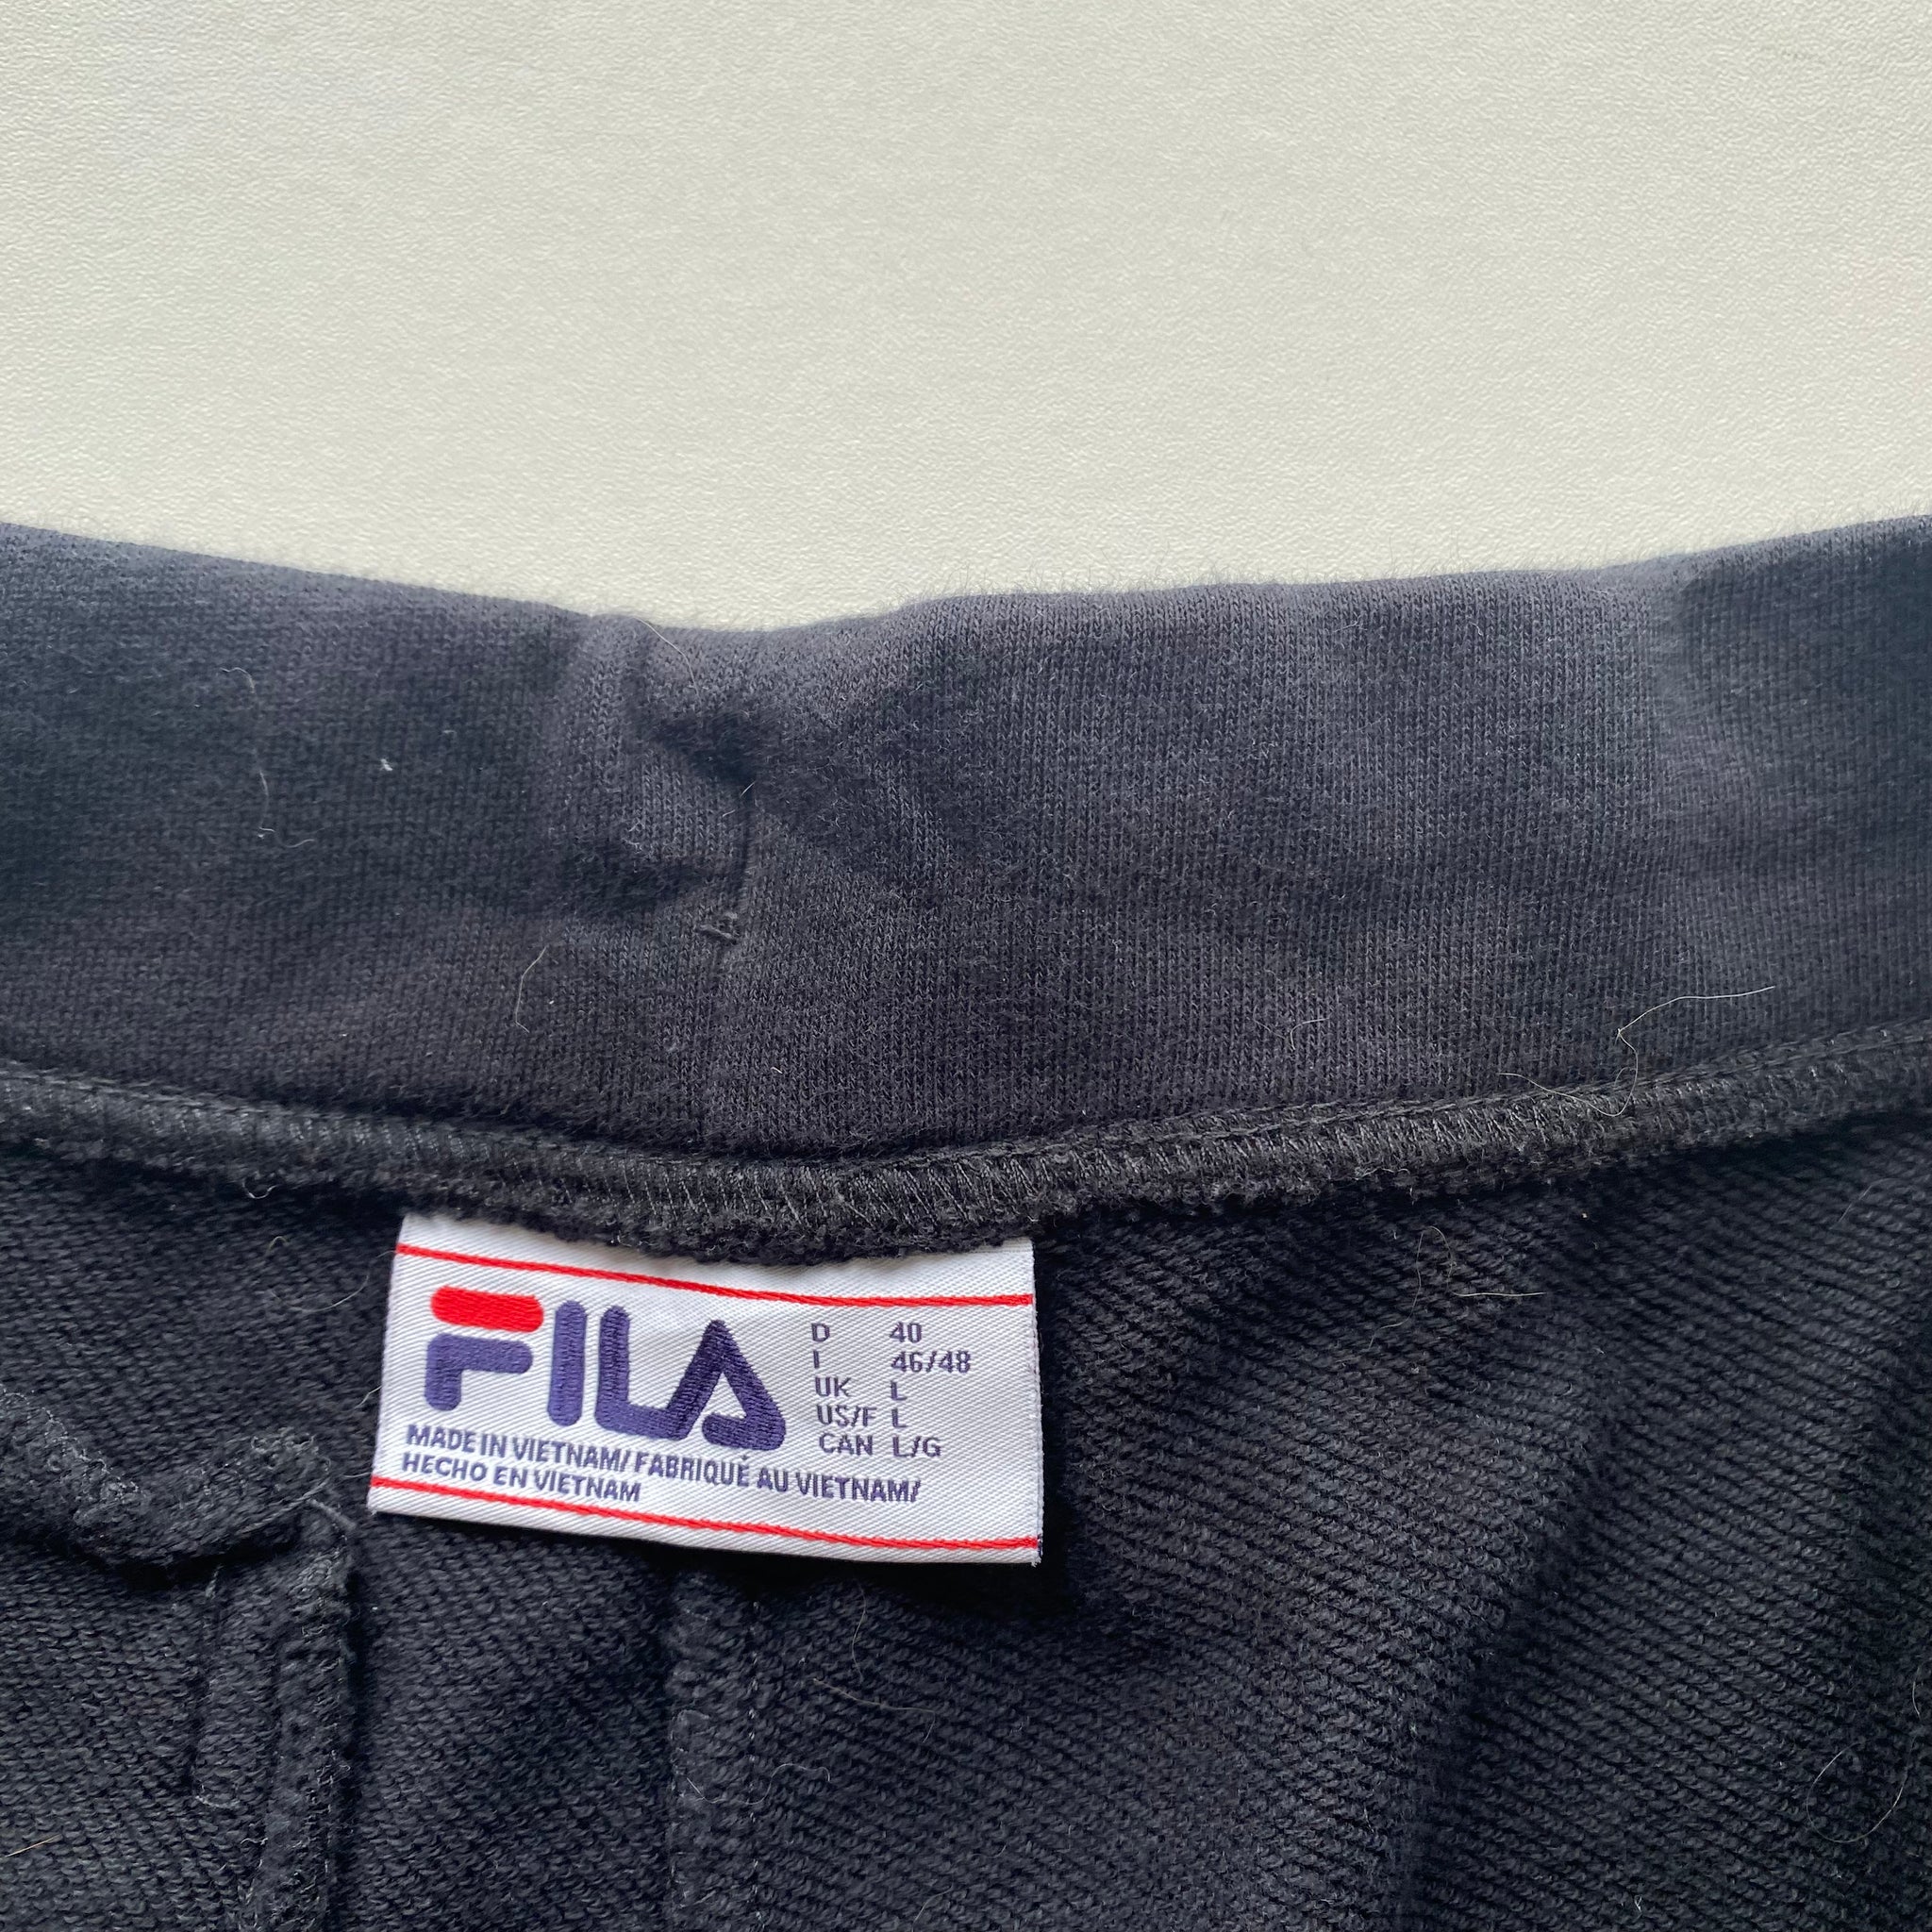 FILA
D 40
I 46/48
UK L
US/F L
CAN L/G
MADE IN VIETNAM/ FABRIQUÉ AU VIETNAM/
HECHO EN VIETNAM